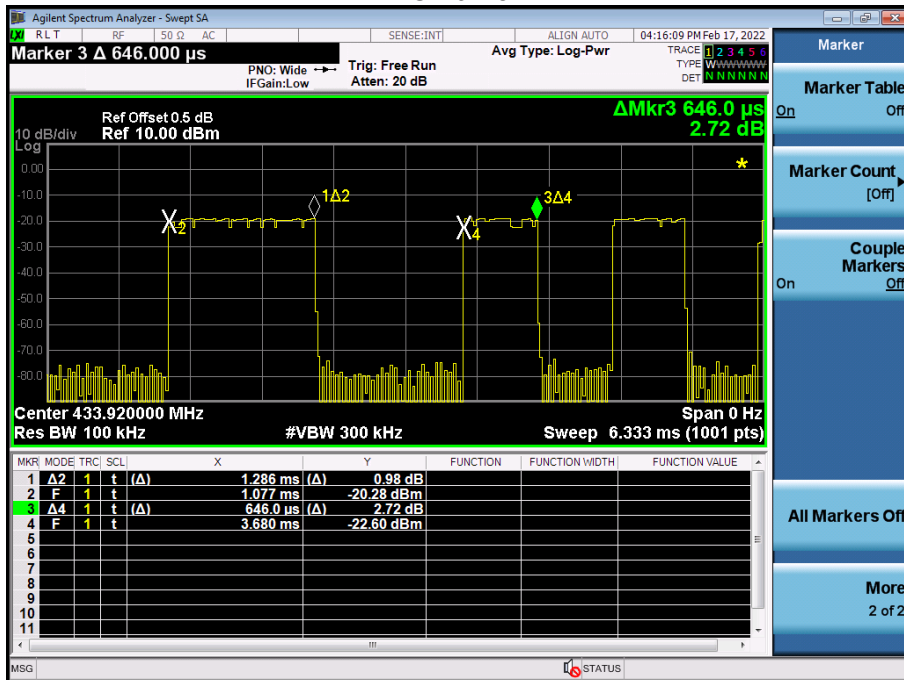 Agilent Spectrum Analyzer - Swept SA
LXI RLT RF 50 Ω AC SENSE:INT ALIGN AUTO 04:16:09 PM Feb 17, 2022
Marker 3 Δ 646.000 µs
PNO: Wide
IFGain:Low
Trig: Free Run
Atten: 20 dB
Avg Type: Log-Pwr
TRACE 1 2 3 4 5 6
TYPE WWWWWW
DET N N N N N N
ΔMkr3 646.0 µs
2.72 dB
Ref Offset 0.5 dB
10 dB/div Ref 10.00 dBm
Log
0.00
-10.0
-20.0
-30.0
-40.0
-50.0
-60.0
-70.0
-80.0
X2
1Δ2
X4
3Δ4
*
Center 433.920000 MHz Span 0 Hz
Res BW 100 kHz #VBW 300 kHz Sweep 6.333 ms (1001 pts)
MKR MODE TRC SCL X Y FUNCTION FUNCTION WIDTH FUNCTION VALUE
1 Δ2 1 t (Δ) 1.286 ms (Δ) 0.98 dB
2 F 1 t 1.077 ms -20.28 dBm
3 Δ4 1 t (Δ) 646.0 µs (Δ) 2.72 dB
4 F 1 t 3.680 ms -22.60 dBm
5
6
7
8
9
10
11
MSG STATUS
Marker
Marker Table
On Off
Marker Count
[Off]
Couple
Markers
On Off
All Markers Off
More
2 of 2